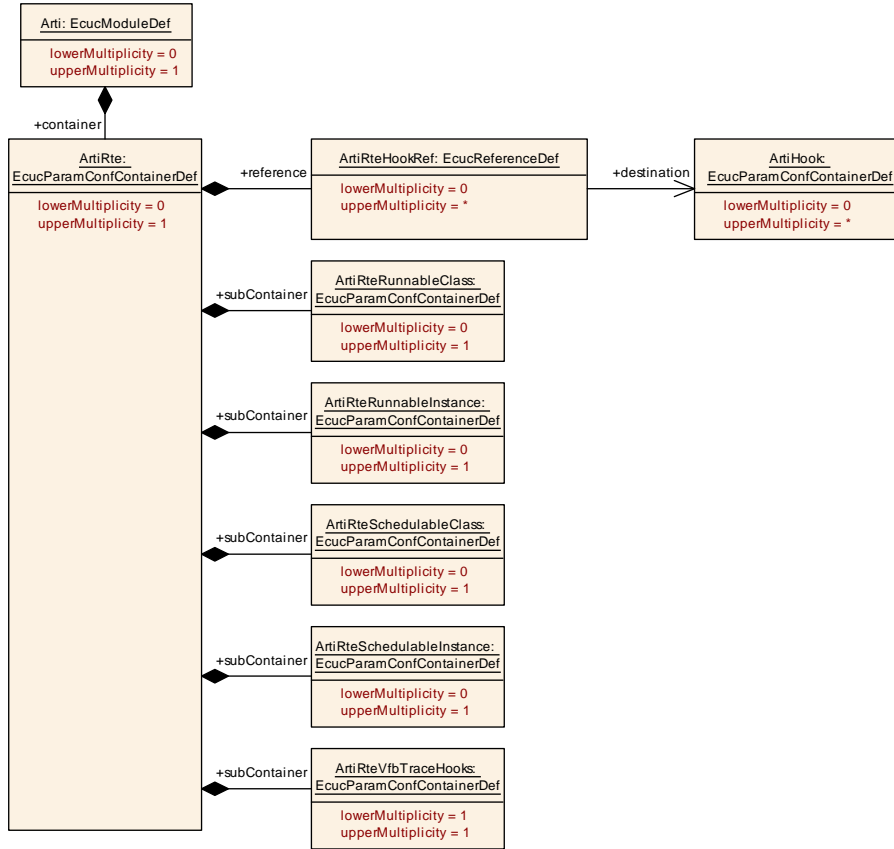 Arti: EcucModuleDef
lowerMultiplicity = 0
upperMultiplicity = 1
+container
ArtiRte:
EcucParamConfContainerDef
lowerMultiplicity = 0
upperMultiplicity = 1
+reference
ArtiRteHookRef: EcucReferenceDef
lowerMultiplicity = 0
upperMultiplicity = *
+destination
ArtiHook:
EcucParamConfContainerDef
lowerMultiplicity = 0
upperMultiplicity = *
+subContainer
ArtiRteRunnableClass:
EcucParamConfContainerDef
lowerMultiplicity = 0
upperMultiplicity = 1
+subContainer
ArtiRteRunnableInstance:
EcucParamConfContainerDef
lowerMultiplicity = 0
upperMultiplicity = 1
+subContainer
ArtiRteSchedulableClass:
EcucParamConfContainerDef
lowerMultiplicity = 0
upperMultiplicity = 1
+subContainer
ArtiRteSchedulableInstance:
EcucParamConfContainerDef
lowerMultiplicity = 0
upperMultiplicity = 1
+subContainer
ArtiRteVfbTraceHooks:
EcucParamConfContainerDef
lowerMultiplicity = 1
upperMultiplicity = 1